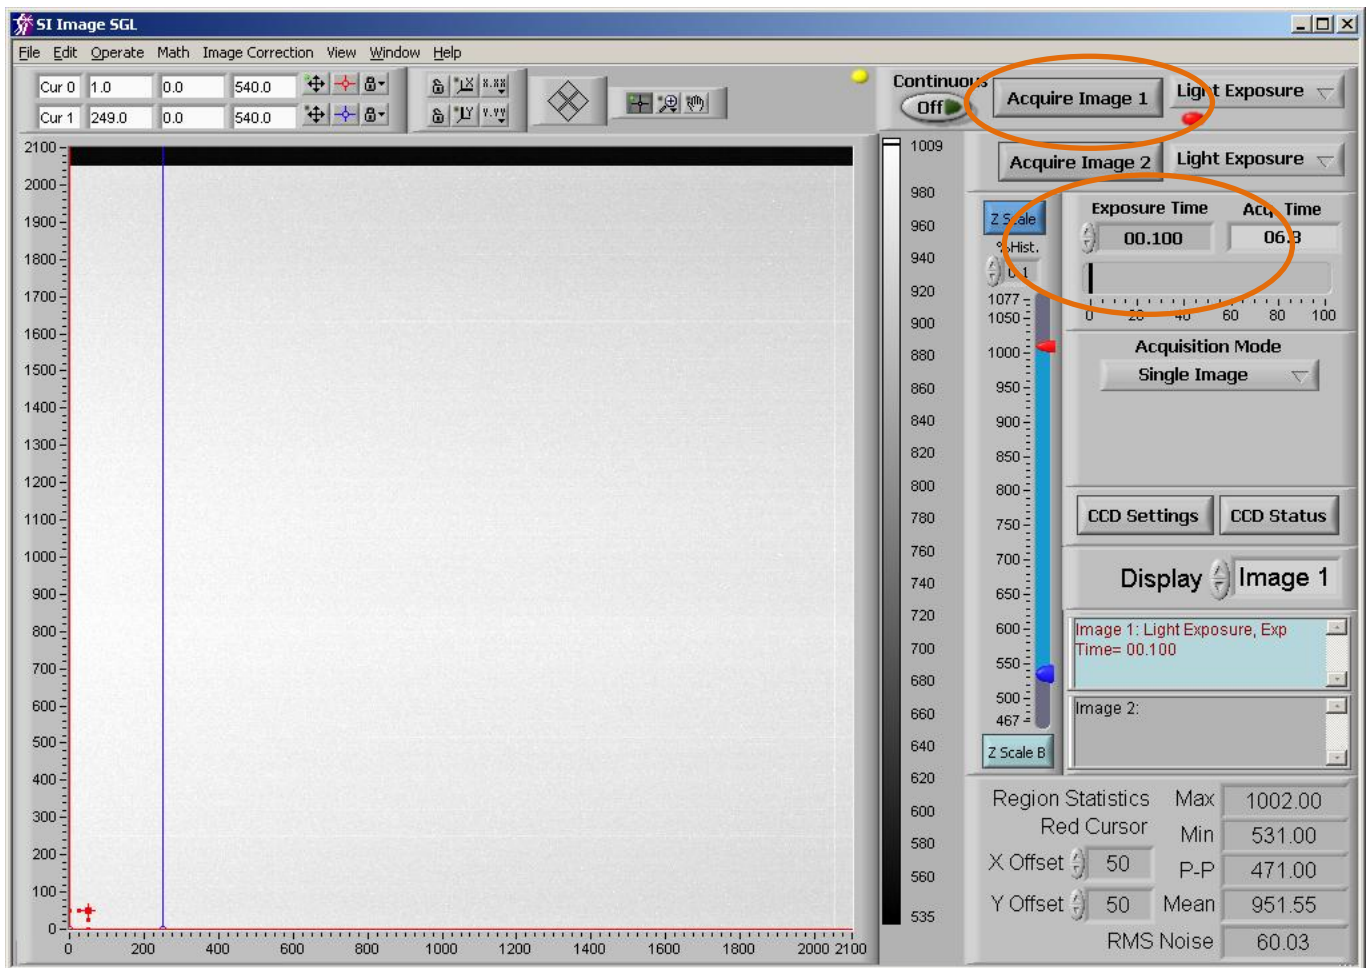 SI Image SGL
File Edit Operate Math Image Correction View Window Help
Cur 0 1.0 0.0 540.0
Cur 1 249.0 0.0 540.0
X.XX
Y.YY
Continuous
Off
Acquire Image 1
Light Exposure
Acquire Image 2
Light Exposure
2100
2000
1900
1800
1700
1600
1500
1400
1300
1200
1100
1000
900
800
700
600
500
400
300
200
100
0
0 200 400 600 800 1000 1200 1400 1600 1800 2000 2100
1009
980
960
940
920
900
880
860
840
820
800
780
760
740
720
700
680
660
640
620
600
580
560
535
Z Scale
%Hist.
0.1
1077
1050
1000
950
900
850
800
750
700
650
600
550
500
467
Z Scale B
Exposure Time Acq. Time
00.100 06.8
0 20 40 60 80 100
Acquisition Mode
Single Image
CCD Settings CCD Status
Display Image 1
Image 1: Light Exposure, Exp
Time= 00.100
Image 2:
Region Statistics Max 1002.00
Red Cursor Min 531.00
X Offset 50 P-P 471.00
Y Offset 50 Mean 951.55
RMS Noise 60.03